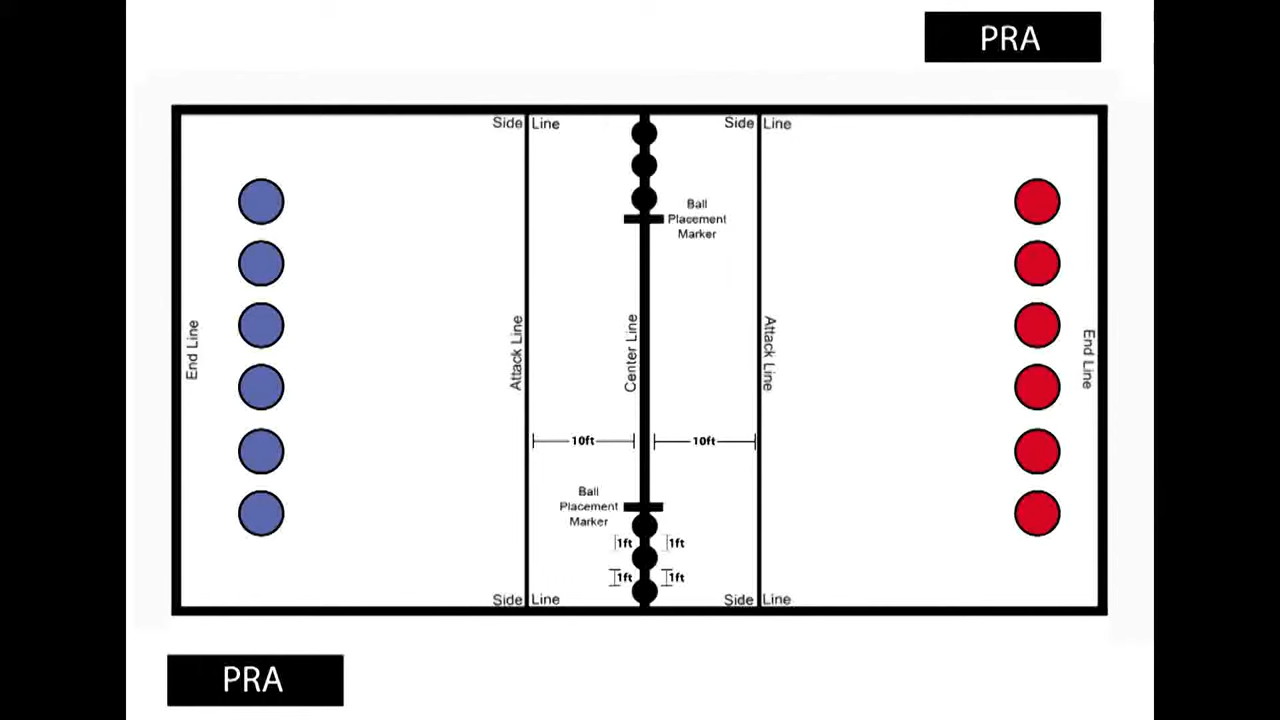 PRA
Side Line
Side Line
Ball
Placement
Marker
End Line
Attack Line
Center Line
Attack Line
End Line
10ft
10ft
Ball
Placement
Marker
1ft
1ft
1ft
1ft
Side Line
Side Line
PRA